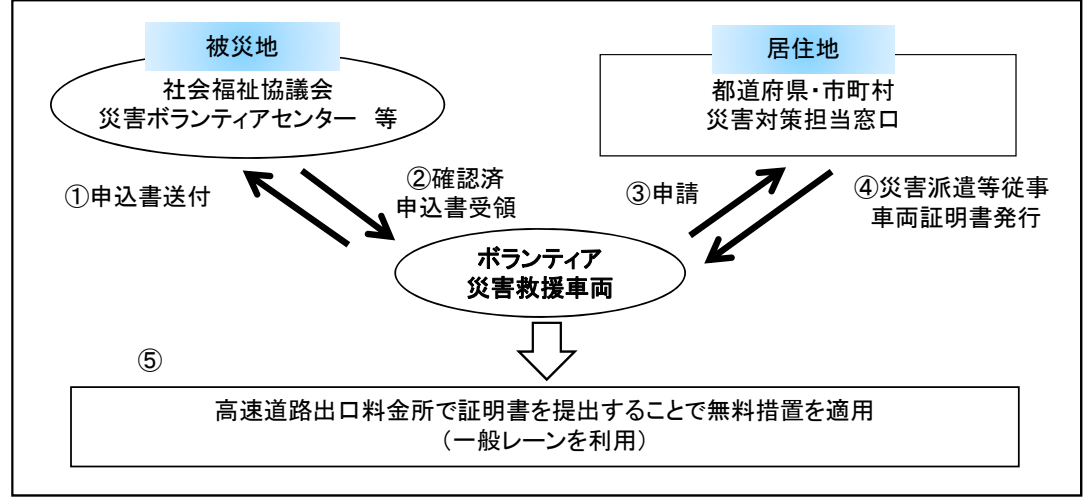 被災地
社会福祉協議会
災害ボランティアセンター 等
居住地
都道府県・市町村
災害対策担当窓口
①申込書送付
②確認済
申込書受領
③申請
④災害派遣等従事
車両証明書発行
ボランティア
災害救援車両
⑤
高速道路出口料金所で証明書を提出することで無料措置を適用
(一般レーンを利用)